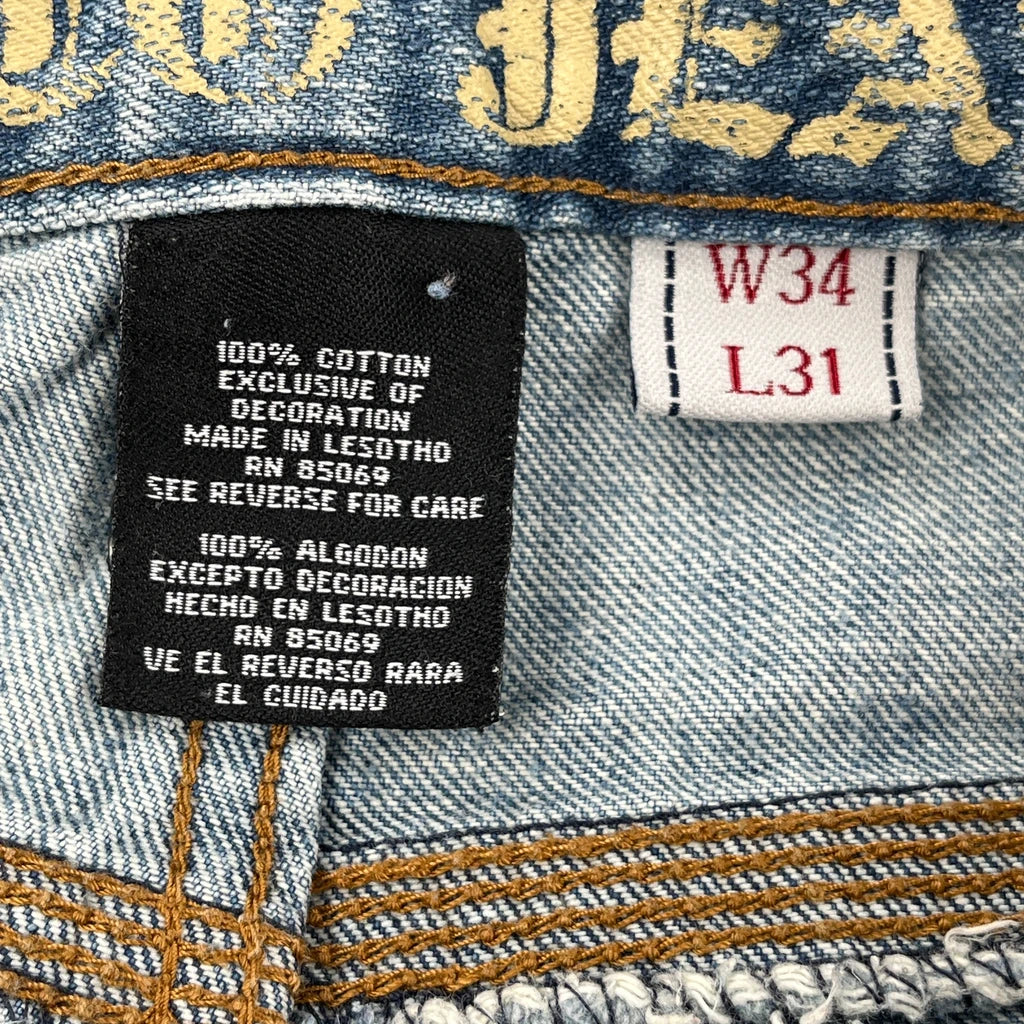 JEA
W34
L31
100% COTTON
EXCLUSIVE OF
DECORATION
MADE IN LESOTHO
RN 85069
SEE REVERSE FOR CARE
100% ALGODON
EXCEPTO DECORACION
HECHO EN LESOTHO
RN 85069
VE EL REVERSO RARA
EL CUIDADO